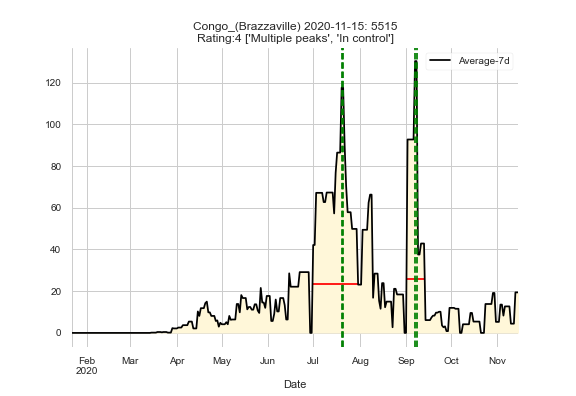 Congo_(Brazzaville) 2020-11-15: 5515
Rating:4 ['Multiple peaks', 'In control']
Average-7d
120
100
80
60
40
20
0
Feb Mar Apr May Jun Jul Aug Sep Oct Nov
2020
Date